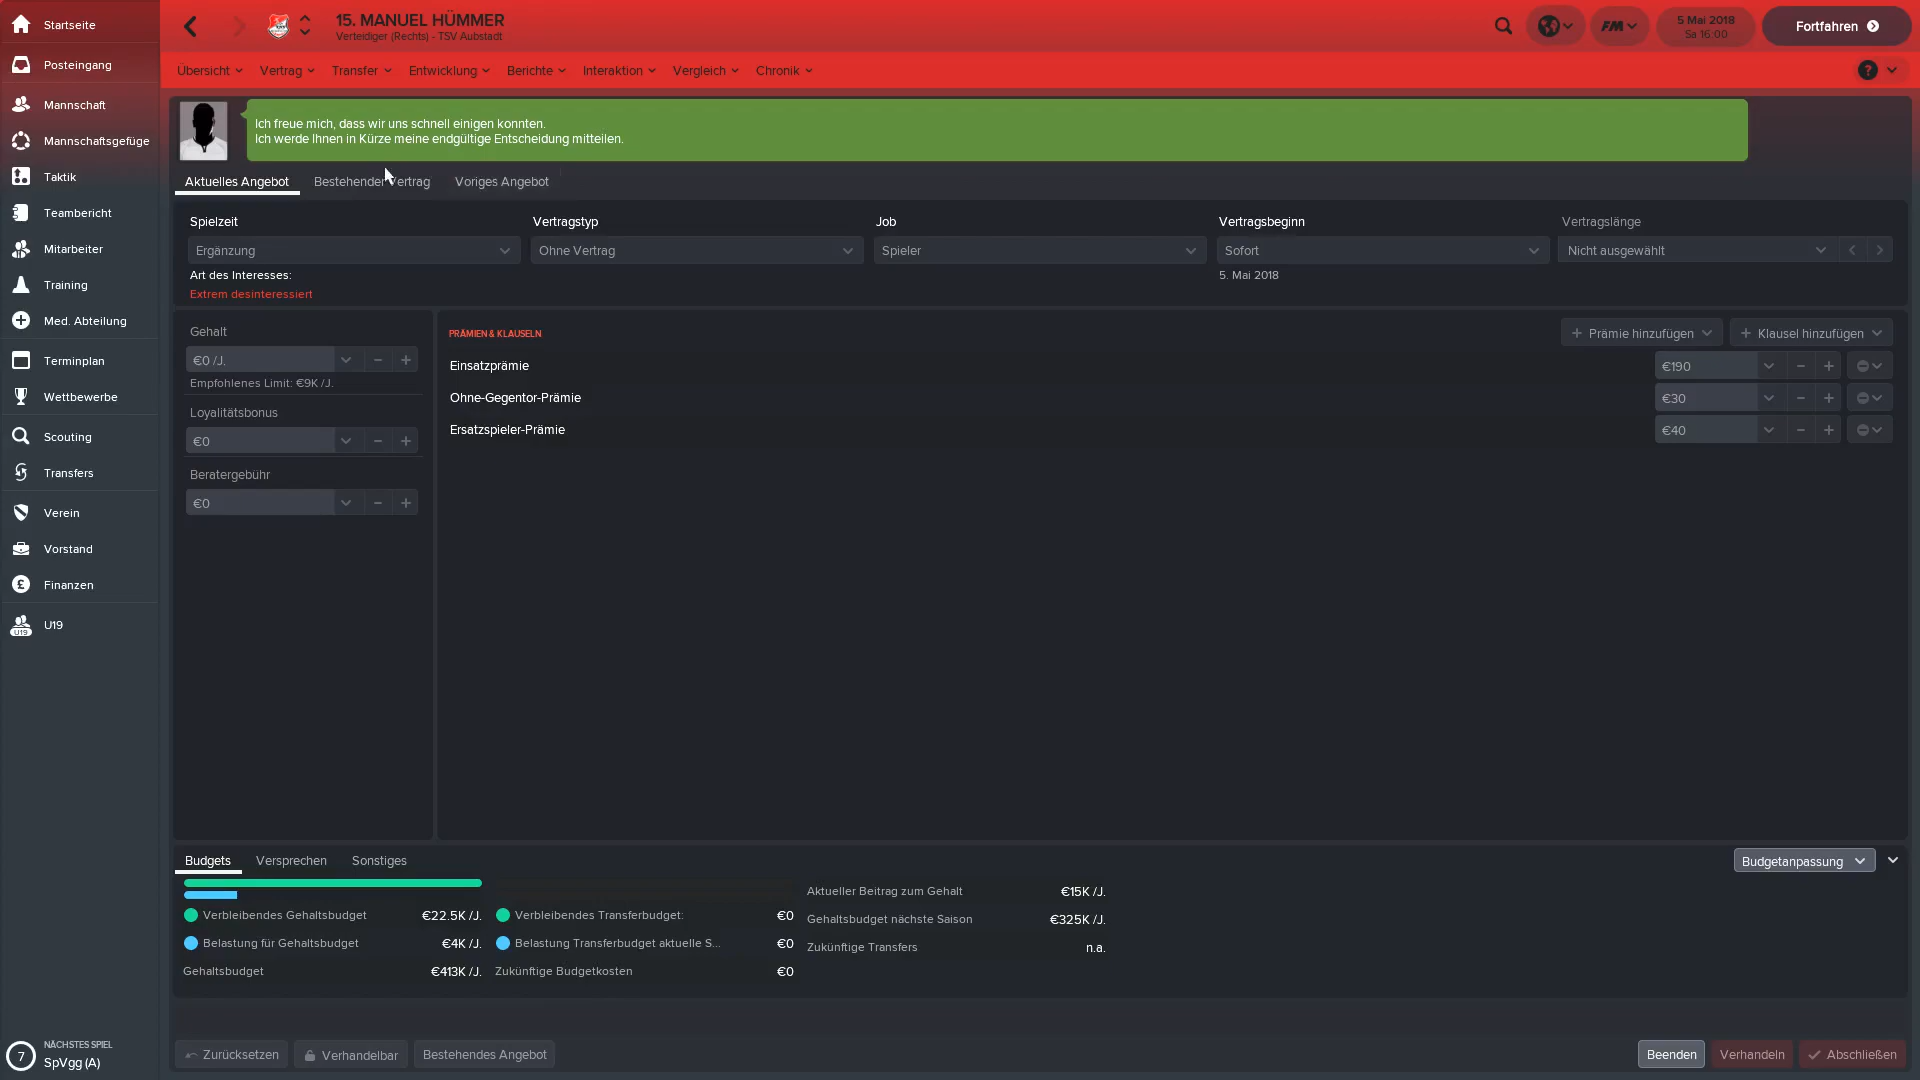 Startseite
Posteingang
Mannschaft
Mannschaftsgefüge
Taktik
Teambericht
Mitarbeiter
Training
Med. Abteilung
Terminplan
Wettbewerbe
Scouting
Transfers
Verein
Vorstand
Finanzen
U19
U19
7
NÄCHSTES SPIEL
SpVgg (A)
15. MANUEL HÜMMER
Verteidiger (Rechts) - TSV Aubstadt
FM
5 Mai 2018
Sa 16:00
Fortfahren
Übersicht
Vertrag
Transfer
Entwicklung
Berichte
Interaktion
Vergleich
Chronik
?
Ich freue mich, dass wir uns schnell einigen konnten.
Ich werde Ihnen in Kürze meine endgültige Entscheidung mitteilen.
Aktuelles Angebot
Bestehender Vertrag
Voriges Angebot
Spielzeit
Vertragstyp
Job
Vertragsbeginn
Vertragslänge
Ergänzung
Ohne Vertrag
Spieler
Sofort
Nicht ausgewählt
Art des Interesses:
5. Mai 2018
Extrem desinteressiert
Gehalt
€0 /J.
Empfohlenes Limit: €9K /J.
Loyalitätsbonus
€0
Beratergebühr
€0
PRÄMIEN & KLAUSELN
Prämie hinzufügen
Klausel hinzufügen
Einsatzprämie
€190
Ohne-Gegentor-Prämie
€30
Ersatzspieler-Prämie
€40
Budgets
Versprechen
Sonstiges
Budgetanpassung
Verbleibendes Gehaltsbudget €22.5K /J.
Belastung für Gehaltsbudget €4K /J.
Gehaltsbudget €413K /J.
Verbleibendes Transferbudget: €0
Belastung Transferbudget aktuelle S... €0
Zukünftige Budgetkosten €0
Aktueller Beitrag zum Gehalt €15K /J.
Gehaltsbudget nächste Saison €325K /J.
Zukünftige Transfers n.a.
Zurücksetzen
Verhandelbar
Bestehendes Angebot
Beenden
Verhandeln
Abschließen